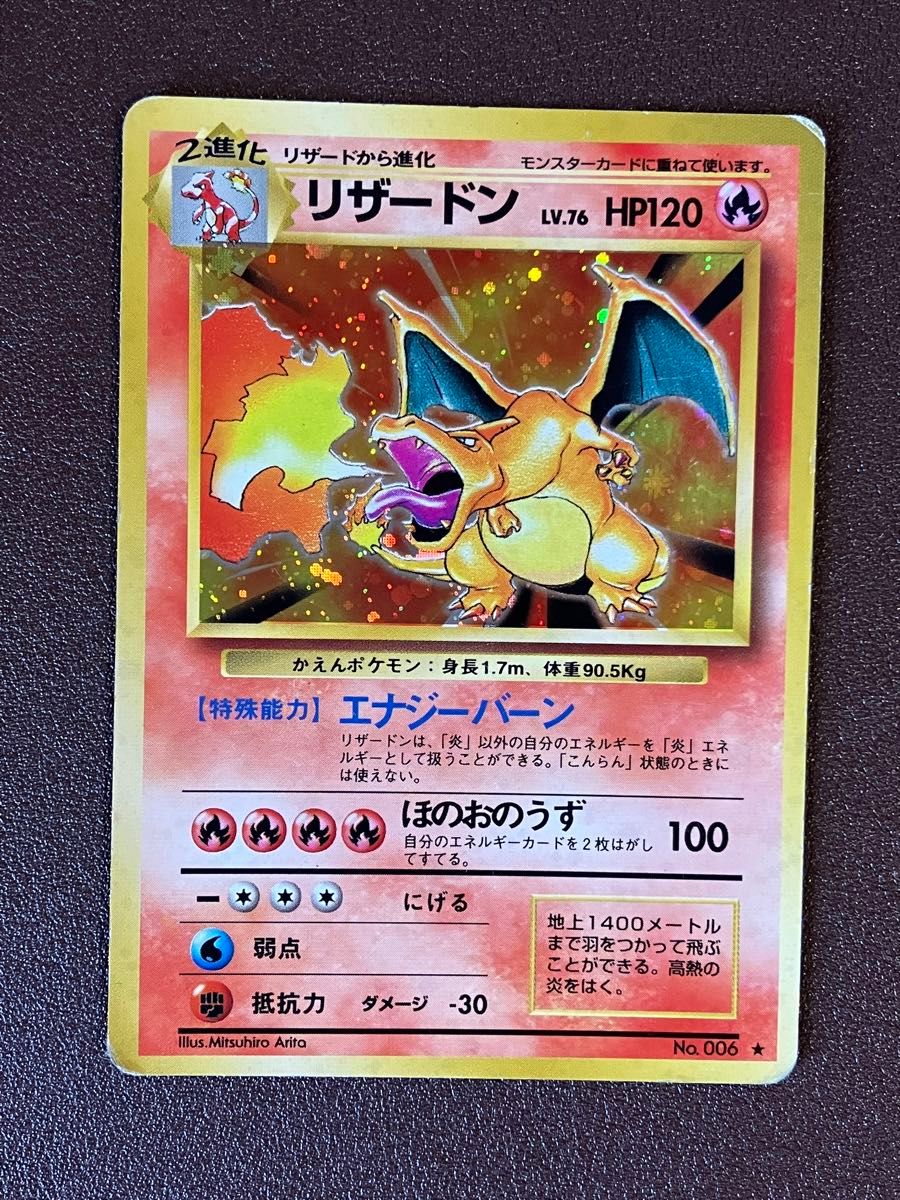 2進化
リザードから進化
モンスターカードに重ねて使います。
リザードン LV.76 HP120
かえんポケモン：身長1.7m、体重90.5Kg
【特殊能力】エナジーバーン
リザードンは、「炎」以外の自分のエネルギーを「炎」エネ
ルギーとして扱うことができる。「こんらん」状態のときに
は使えない。
ほのおのうず 100
自分のエネルギーカードを２枚はがし
てすてる。
にげる
弱点
抵抗力 ダメージ -30
地上1400メートル
まで羽をつかって飛ぶ
ことができる。高熱の
炎をはく。
Illus.Mitsuhiro Arita
No. 006 ★